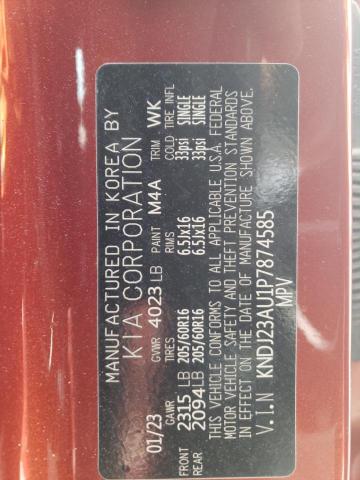 MANUFACTURED IN KOREA BY
KIA CORPORATION
01/23 GVWR 4023 LB PAINT M4A TRIM WK
GAWR TIRES RIMS COLD TIRE INFL
FRONT 2315 LB 205/60R16 6.5Jx16 33psi SINGLE
REAR 2094 LB 205/60R16 6.5Jx16 33psi SINGLE
THIS VEHICLE CONFORMS TO ALL APPLICABLE U.S.A. FEDERAL
MOTOR VEHICLE SAFETY AND THEFT PREVENTION STANDARDS
IN EFFECT ON THE DATE OF MANUFACTURE SHOWN ABOVE.
V.I.N KNDJ23AU1P7874585
MPV